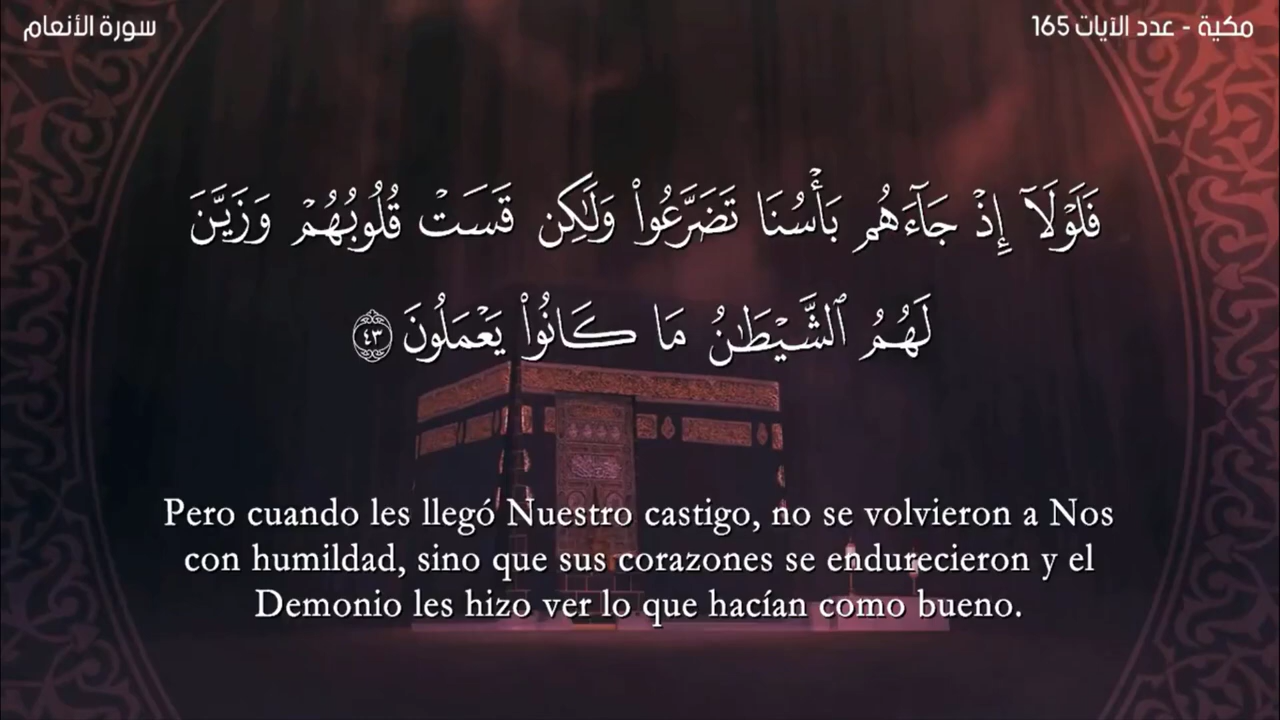 سورة الأنعام
مكية - عدد الآيات 165
فَلَوْلَآ إِذْ جَآءَهُم بَأْسُنَا تَضَرَّعُوا۟ وَلَـٰكِن قَسَتْ قُلُوبُهُمْ وَزَيَّنَ
لَهُمُ ٱلشَّيْطَـٰنُ مَا كَانُوا۟ يَعْمَلُونَ ٤٣
Pero cuando les llegó Nuestro castigo, no se volvieron a Nos
con humildad, sino que sus corazones se endurecieron y el
Demonio les hizo ver lo que hacían como bueno.